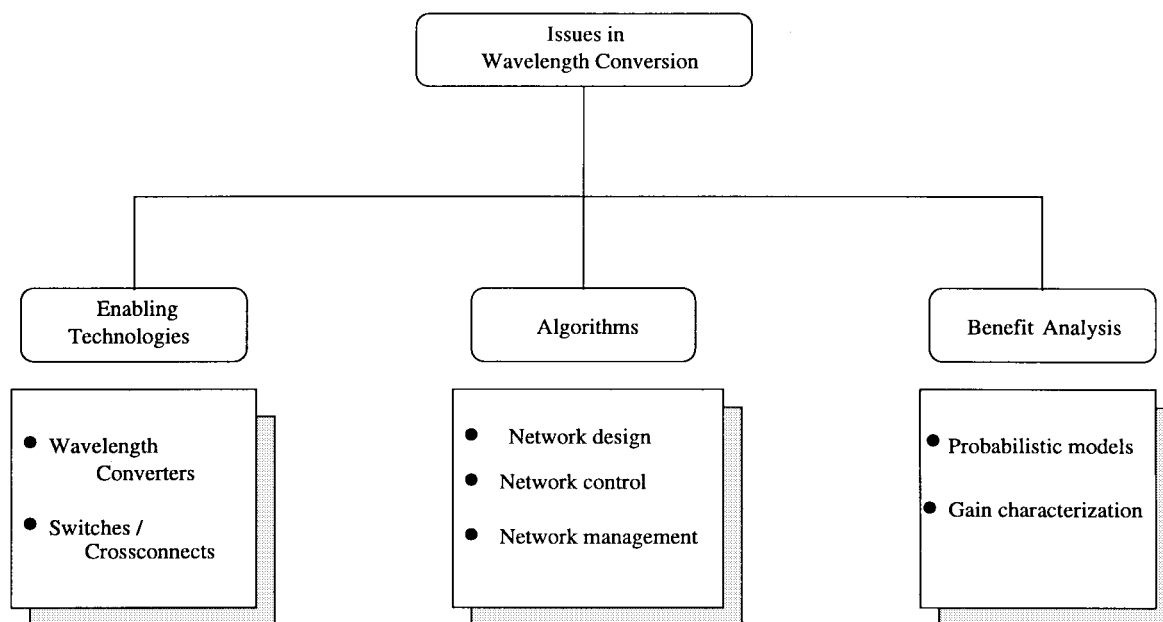 Issues in
Wavelength Conversion
Enabling
Technologies
Algorithms
Benefit Analysis
● Wavelength
Converters
● Switches /
Crossconnects
● Network design
● Network control
● Network management
● Probabilistic models
● Gain characterization